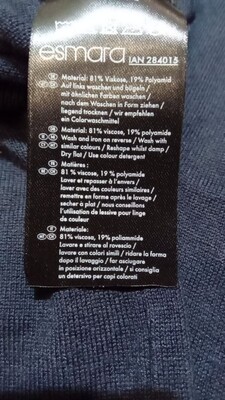 esmara IAN 284015
Material: 81% Viskose, 19% Polyamid
Auf links waschen und bügeln /
mit ähnlichen Farben waschen /
nach dem Waschen in Form ziehen /
liegend trocknen / wir empfehlen
ein Colorwaschmittel
Material: 81% viscose, 19% polyamide
Wash and iron on reverse / Wash with
similar colours / Reshape whilst damp /
Dry flat / Use colour detergent
Matières :
81 % viscose, 19 % polyamide
Laver et repasser à l'envers /
laver avec des couleurs similaires /
remettre en forme après le lavage /
sécher à plat / nous conseillons
l'utilisation de lessive pour linge
de couleur
Materiale:
81% viscosa, 19% poliammide
Lavare e stirare al rovescio /
lavare con colori simili / ridare la forma
dopo il lavaggio / far asciugare
in posizione orizzontale / si consiglia
un detersivo per capi colorati